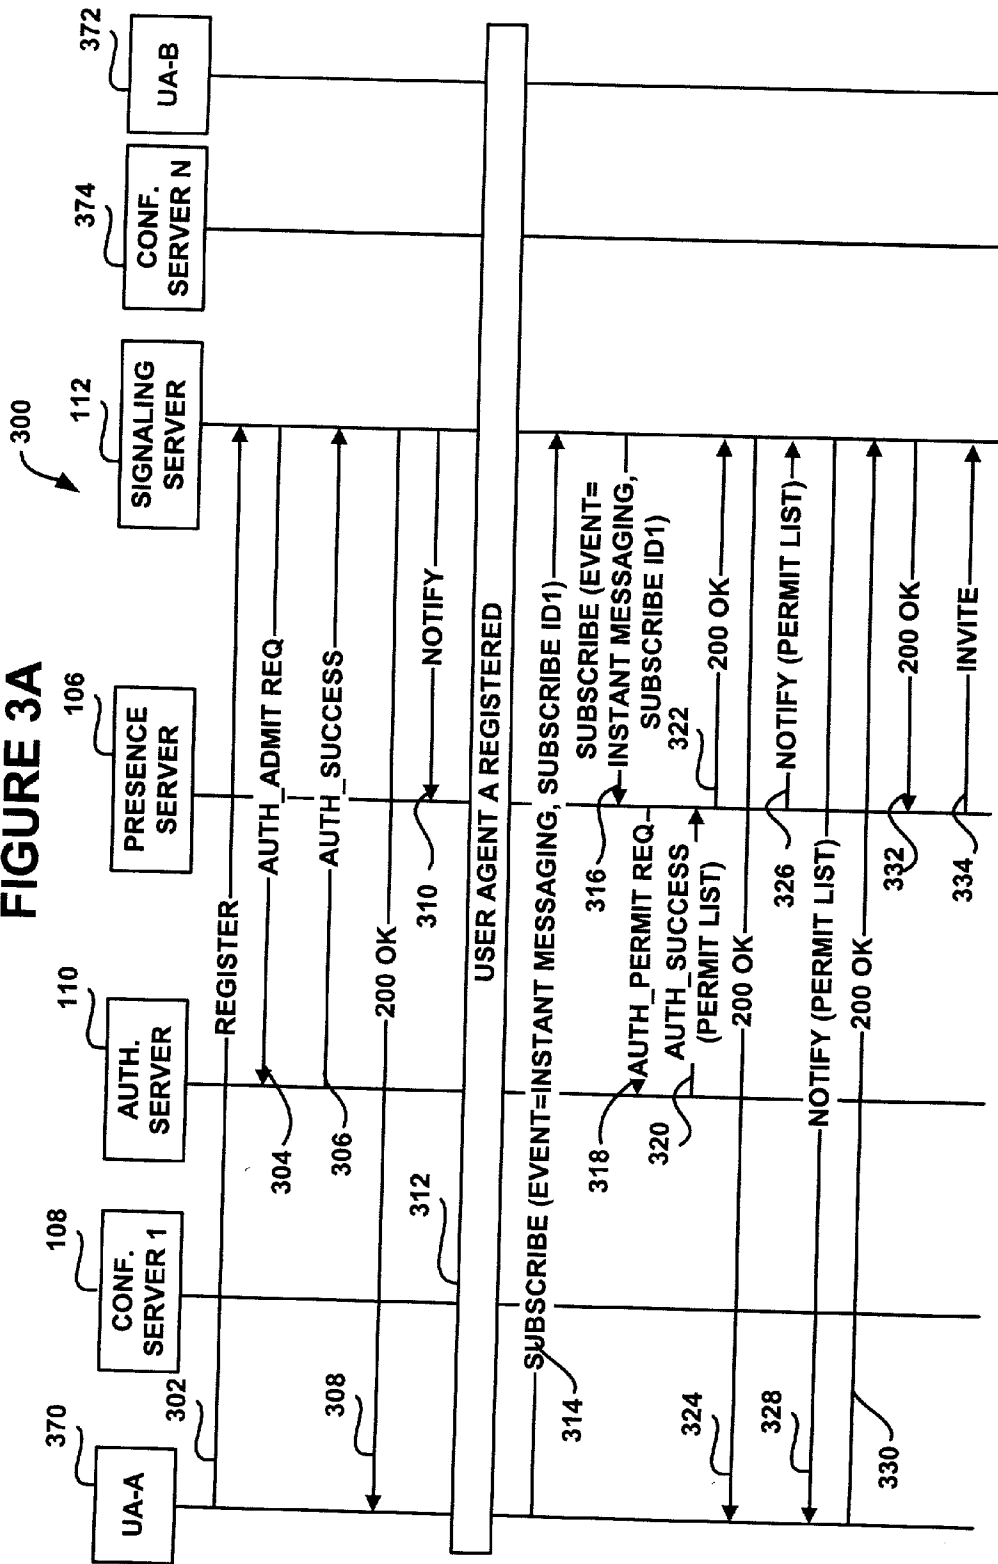 FIGURE 3A
300
370
UA-A
108
CONF.
SERVER 1
110
AUTH.
SERVER
106
PRESENCE
SERVER
112
SIGNALING
SERVER
374
CONF.
SERVER N
372
UA-B
302
REGISTER
304
AUTH_ADMIT REQ
306
AUTH_SUCCESS
308
200 OK
310
NOTIFY
312
USER AGENT A REGISTERED
314
SUBSCRIBE (EVENT=INSTANT MESSAGING, SUBSCRIBE ID1)
316
SUBSCRIBE (EVENT=
INSTANT MESSAGING,
SUBSCRIBE ID1)
318
AUTH_PERMIT REQ
320
AUTH_SUCCESS
(PERMIT LIST)
322
200 OK
324
200 OK
326
NOTIFY (PERMIT LIST)
328
NOTIFY (PERMIT LIST)
330
200 OK
332
200 OK
334
INVITE